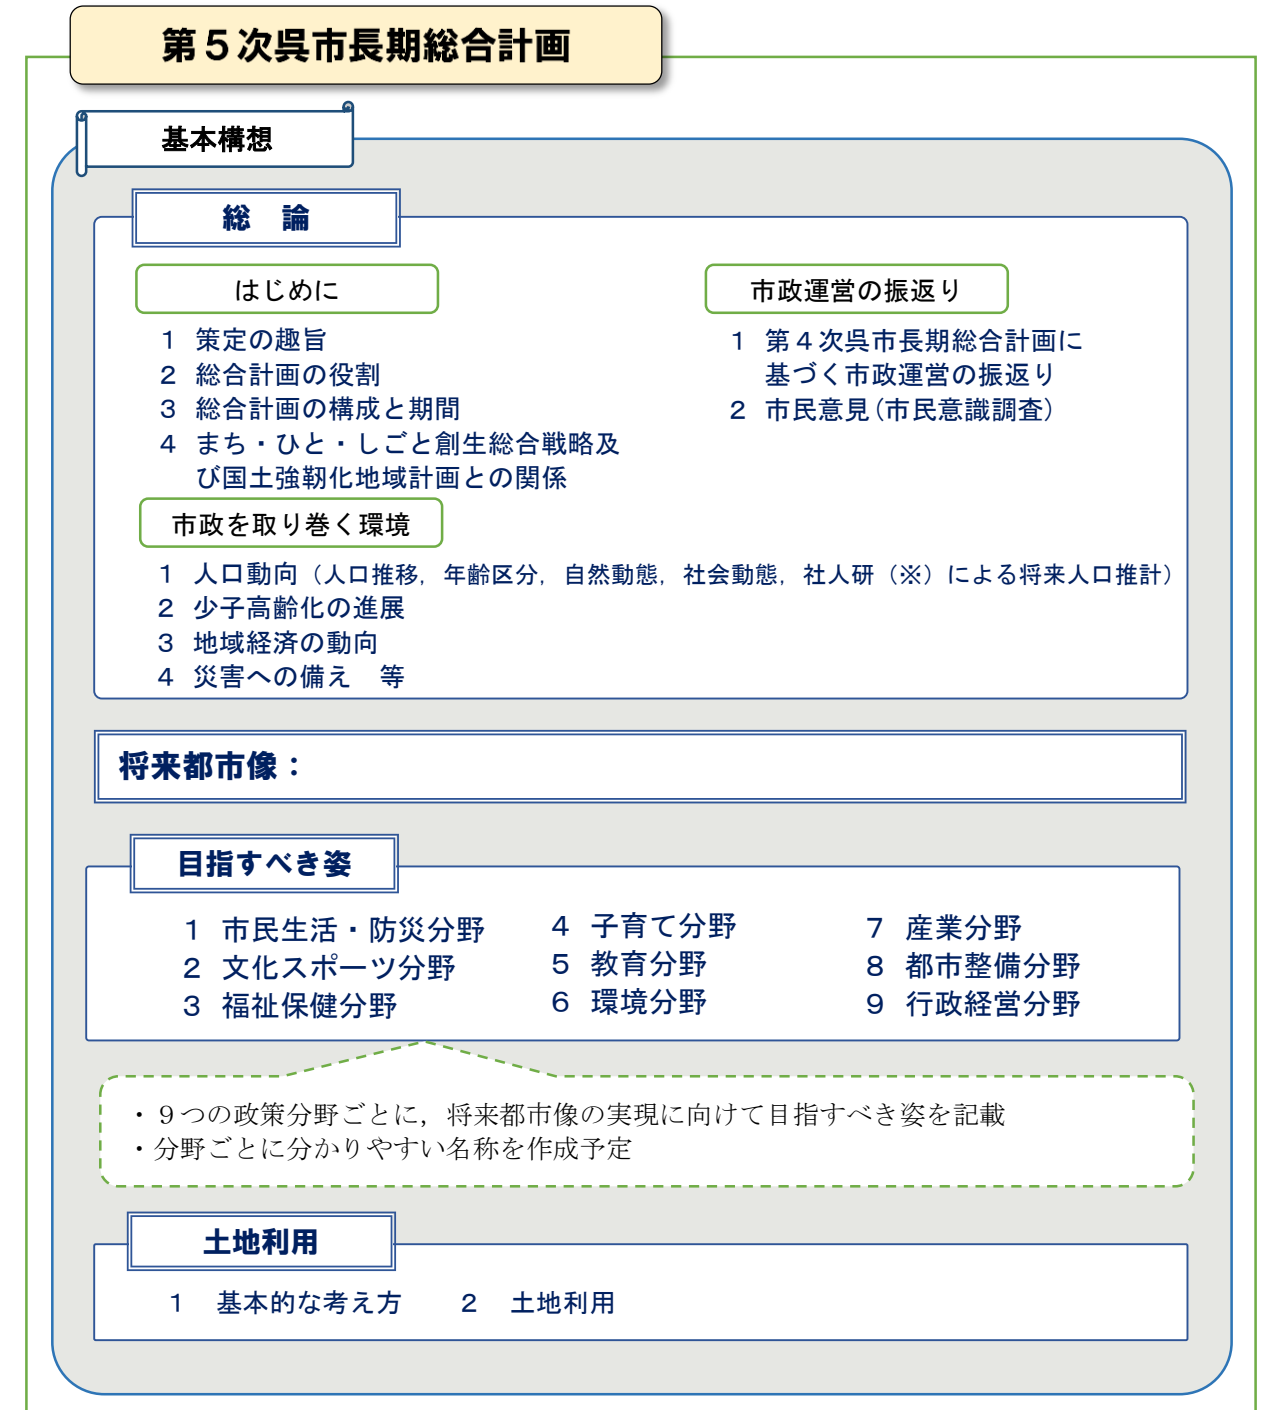 第５次呉市長期総合計画
基本構想
総　論
はじめに
１　策定の趣旨
２　総合計画の役割
３　総合計画の構成と期間
４　まち・ひと・しごと創生総合戦略及
び国土強靭化地域計画との関係
市政運営の振返り
１　第４次呉市長期総合計画に
基づく市政運営の振返り
２　市民意見（市民意識調査）
市政を取り巻く環境
１　人口動向（人口推移，年齢区分，自然動態，社会動態，社人研（※）による将来人口推計）
２　少子高齢化の進展
３　地域経済の動向
４　災害への備え　等
将来都市像：
目指すべき姿
１　市民生活・防災分野
２　文化スポーツ分野
３　福祉保健分野
４　子育て分野
５　教育分野
６　環境分野
７　産業分野
８　都市整備分野
９　行政経営分野
・９つの政策分野ごとに，将来都市像の実現に向けて目指すべき姿を記載
・分野ごとに分かりやすい名称を作成予定
土地利用
１　基本的な考え方　２　土地利用